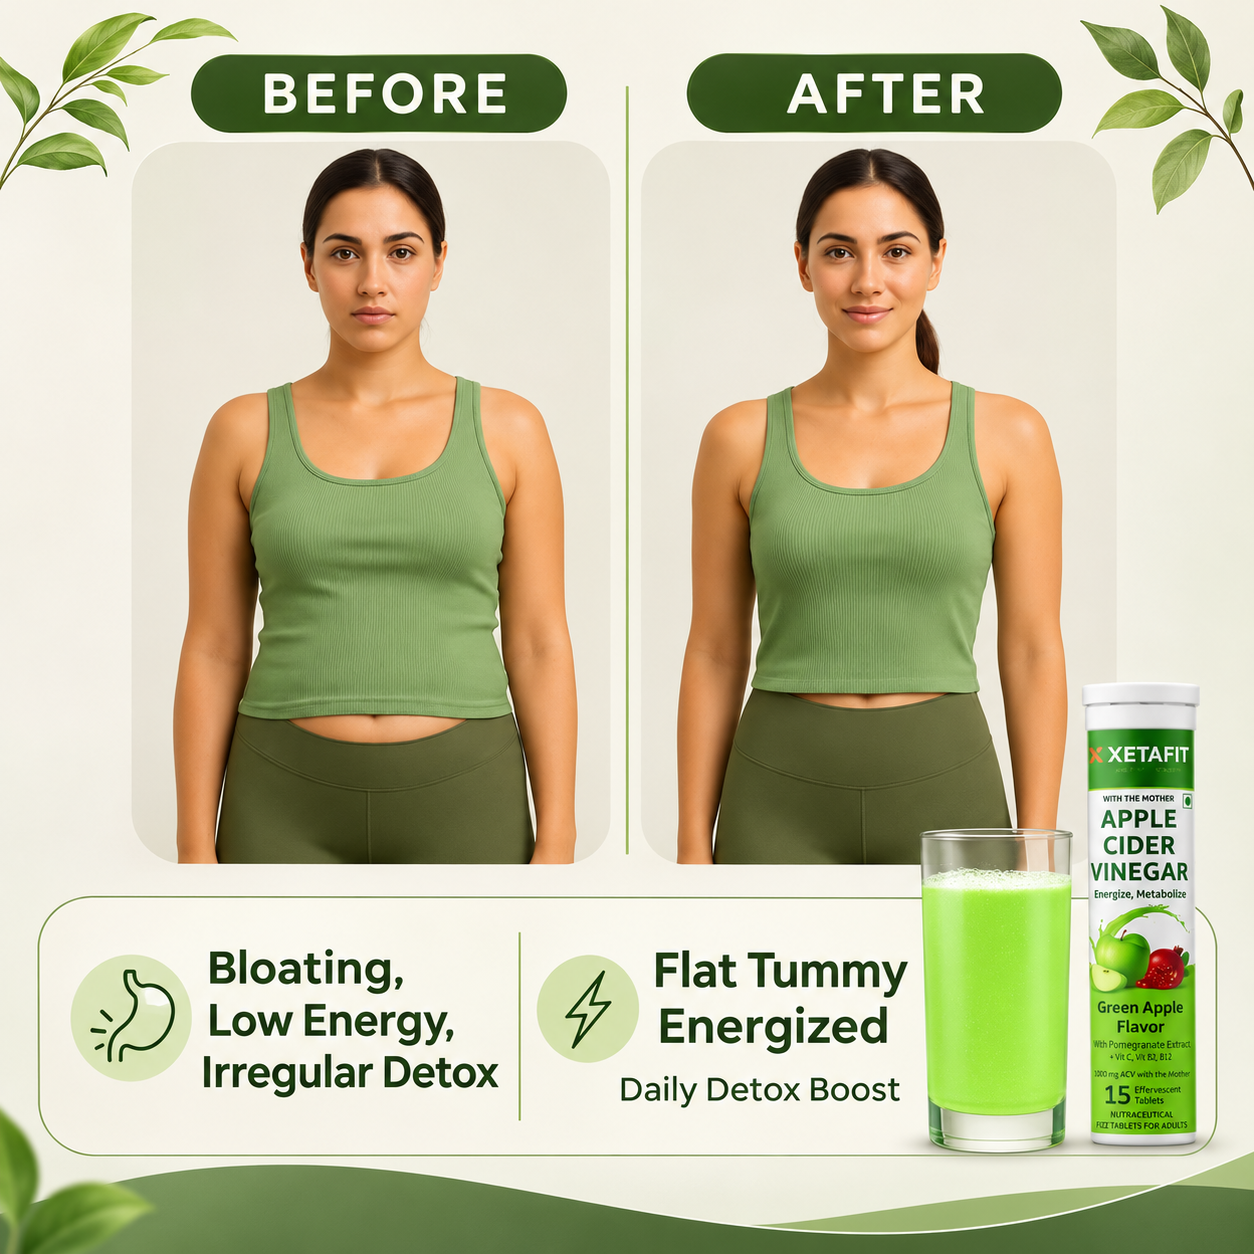 BEFORE
AFTER
Bloating,
Low Energy,
Irregular Detox
Flat Tummy
Energized
Daily Detox Boost
XETAFIT
WITH THE MOTHER
APPLE
CIDER
VINEGAR
Energize, Metabolize
Green Apple
Flavor
With Pomegranate Extract
+ Vit C, Vit B2, B12
1000 mg ACV with the Mother
15 Effervescent
Tablets
NUTRACEUTICAL
FIZZ TABLETS FOR ADULTS